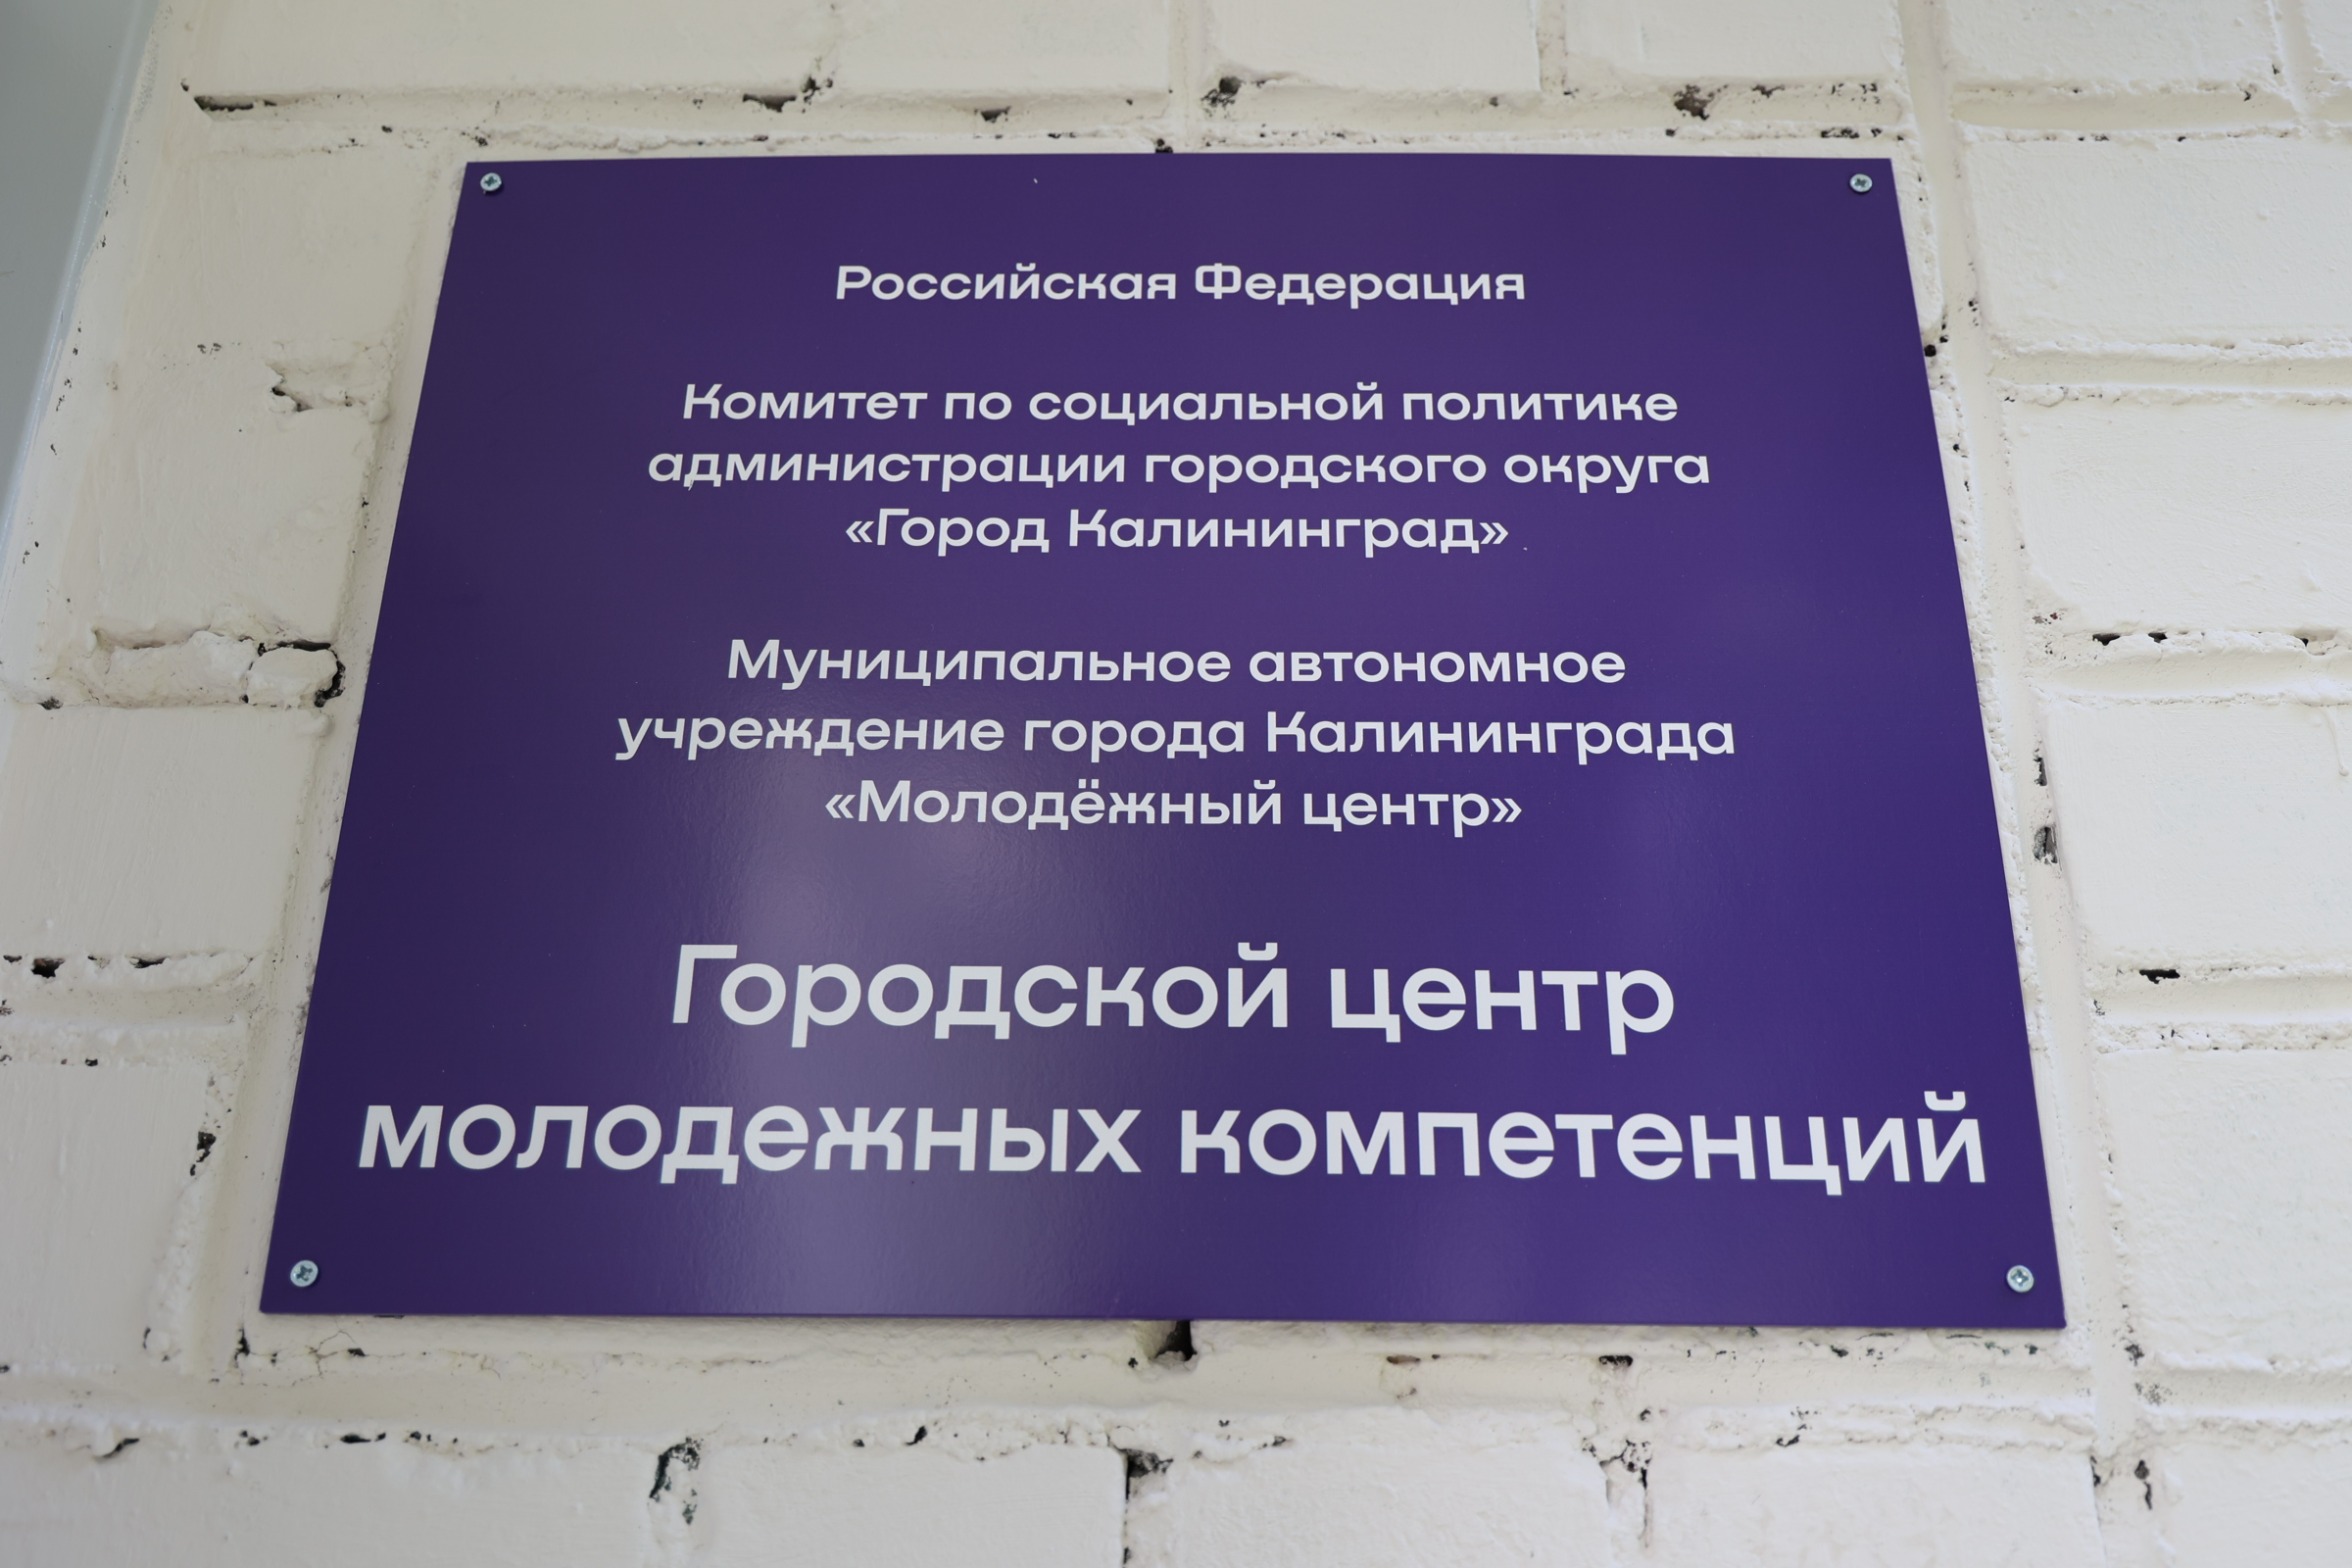 Российская Федерация
Комитет по социальной политике
администрации городского округа
«Город Калининград»
Муниципальное автономное
учреждение города Калининграда
«Молодёжный центр»
Городской центр
молодежных компетенций